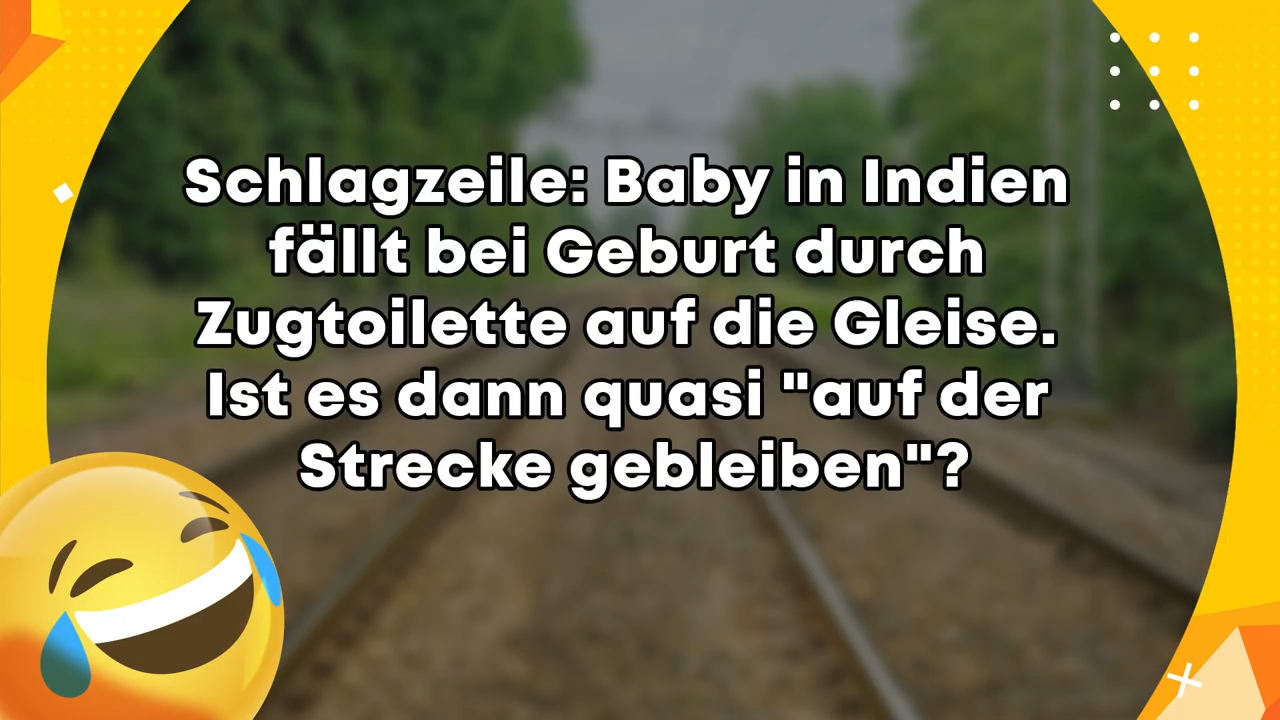 Schlagzeile: Baby in Indien
fällt bei Geburt durch
Zugtoilette auf die Gleise.
Ist es dann quasi "auf der
Strecke gebleiben"?